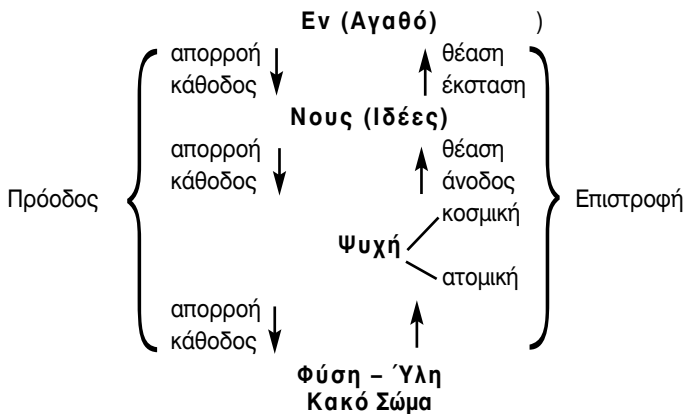 Εν (Αγαθό) )
απορροή θέαση
κάθοδος έκσταση
Νους (Ιδέες)
απορροή θέαση
κάθοδος άνοδος
Πρόοδος Επιστροφή
κοσμική
Ψυχή
ατομική
απορροή
κάθοδος
Φύση – Ύλη
Κακό Σώμα